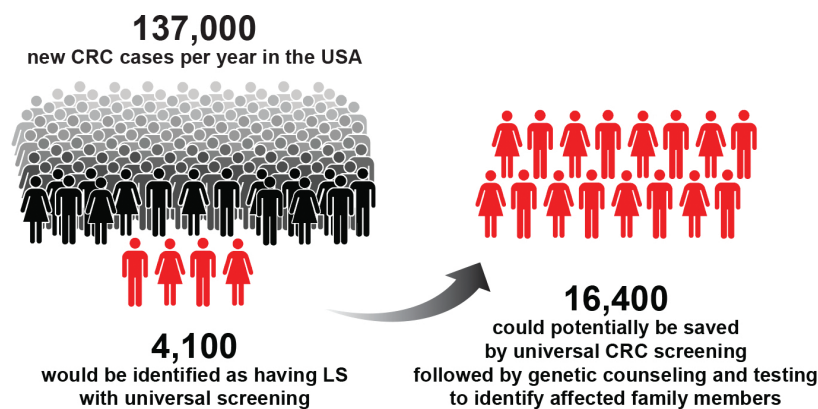 137,000
new CRC cases per year in the USA
4,100
would be identified as having LS
with universal screening
16,400
could potentially be saved
by universal CRC screening
followed by genetic counseling and testing
to identify affected family members